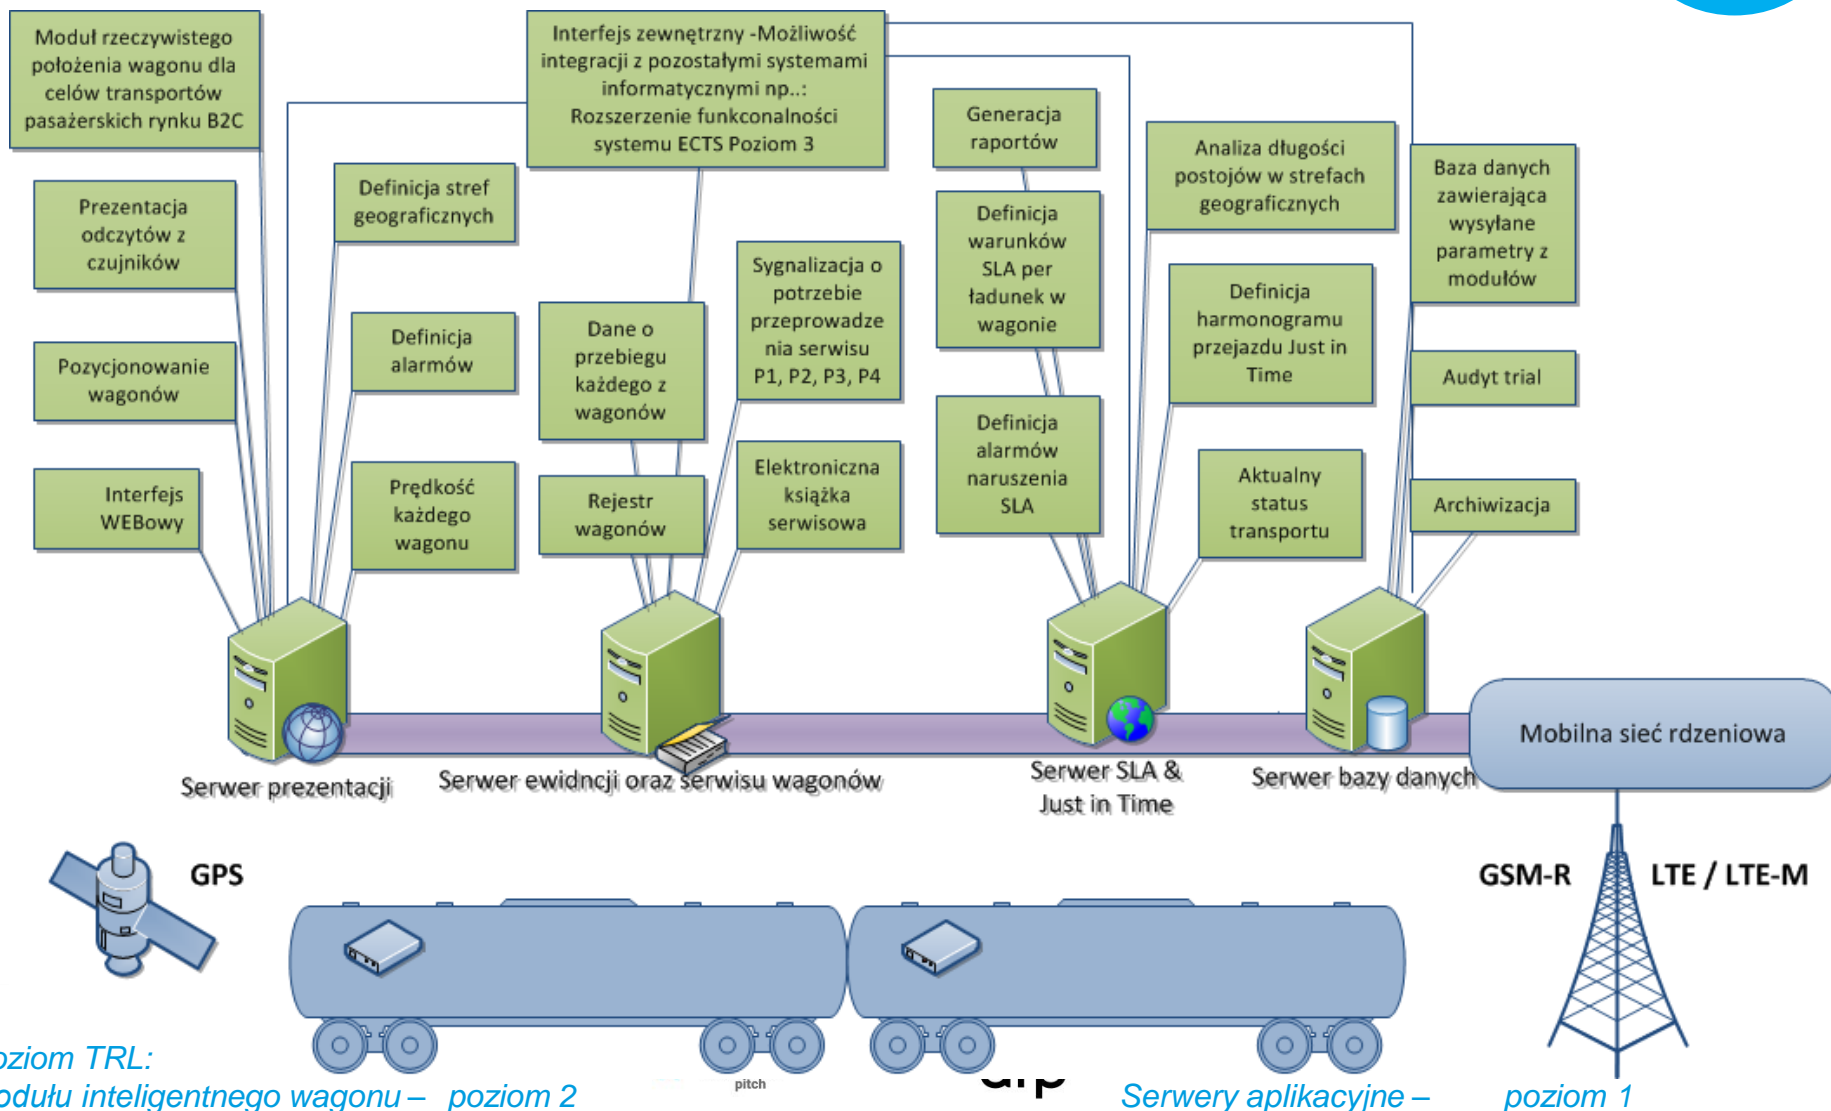 Moduł rzeczywistego
położenia wagonu dla
celów transportów
pasażerskich rynku B2C
Interfejs zewnętrzny -Możliwość
integracji z pozostałymi systemami
informatycznymi np..:
Rozszerzenie funkconalności
systemu ECTS Poziom 3
Generacja
raportów
Analiza długości
postojów w strefach
geograficznych
Baza danych
zawierająca
wysyłane
parametry z
modułów
Prezentacja
odczytów z
czujników
Definicja stref
geograficznych
Definicja
warunków
SLA per
ładunek w
wagonie
Sygnalizacja o
potrzebie
przeprowadze
nia serwisu
P1, P2, P3, P4
Definicja
harmonogramu
przejazdu Just in
Time
Dane o
przebiegu
każdego z
wagonów
Definicja
alarmów
Pozycjonowanie
wagonów
Audyt trial
Definicja
alarmów
naruszenia
SLA
Elektroniczna
książka
serwisowa
Aktualny
status
transportu
Interfejs
WEBowy
Prędkość
każdego
wagonu
Rejestr
wagonów
Archiwizacja
Mobilna sieć rdzeniowa
Serwer prezentacji
Serwer ewidncji oraz serwisu wagonów
Serwer SLA &
Just in Time
Serwer bazy danych
GPS
GSM-R
LTE / LTE-M
oziom TRL:
odułu inteligentnego wagonu – poziom 2
pitch
Serwery aplikacyjne – poziom 1